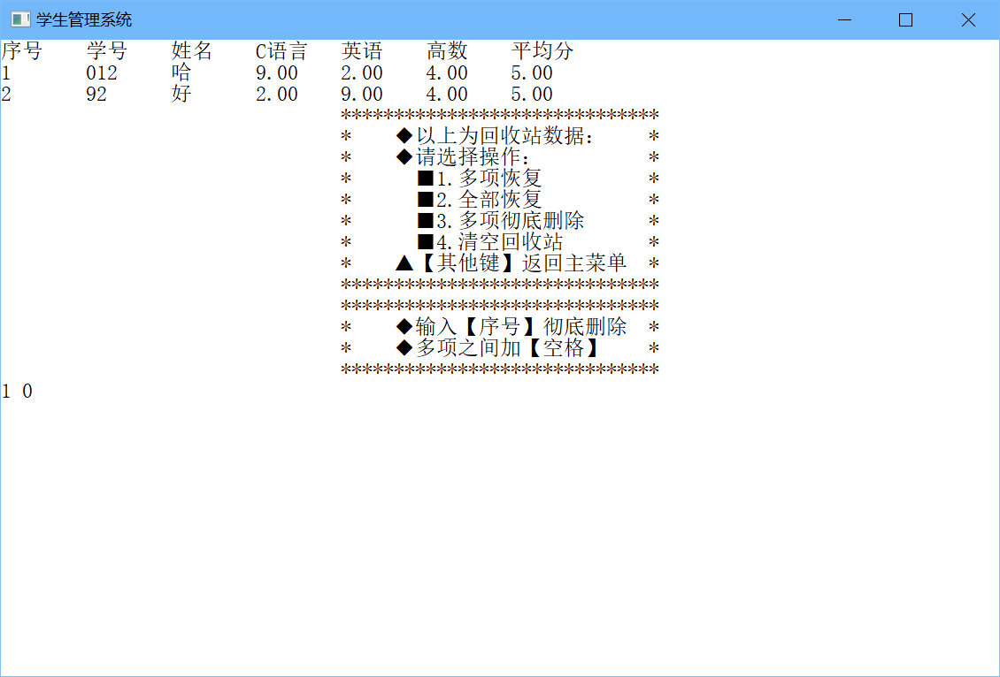 学生管理系统
序号 学号 姓名 C语言 英语 高数 平均分
1 012 哈 9.00 2.00 4.00 5.00
2 92 好 2.00 9.00 4.00 5.00
******************************
* ◆以上为回收站数据: *
* ◆请选择操作: *
* ■1.多项恢复 *
* ■2.全部恢复 *
* ■3.多项彻底删除 *
* ■4.清空回收站 *
* ▲【其他键】返回主菜单 *
******************************
******************************
* ◆输入【序号】彻底删除 *
* ◆多项之间加【空格】 *
******************************
1 0